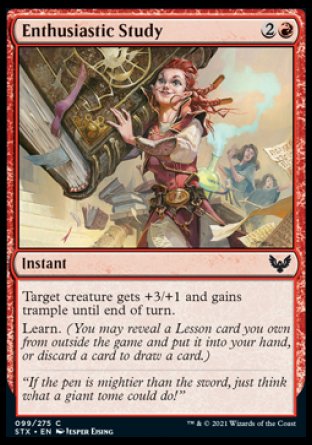 Enthusiastic Study 2
Instant
Target creature gets +3/+1 and gains
trample until end of turn.
Learn. (You may reveal a Lesson card you own
from outside the game and put it into your hand,
or discard a card to draw a card.)
"If the pen is mightier than the sword, just think
what a giant tome could do!"
099/275 C
STX • EN Jesper Eising
™ & © 2021 Wizards of the Coast